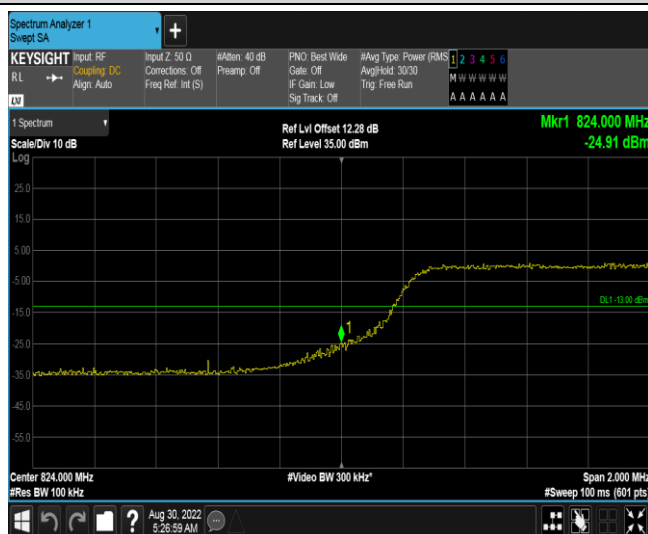 Spectrum Analyzer 1
Swept SA
+
KEYSIGHT
RL
LXI
Input: RF
Coupling: DC
Align: Auto
Input Z: 50 Ω
Corrections: Off
Freq Ref: Int (S)
#Atten: 40 dB
Preamp: Off
PNO: Best Wide
Gate: Off
IF Gain: Low
Sig Track: Off
#Avg Type: Power (RMS
Avg|Hold: 30/30
Trig: Free Run
1 2 3 4 5 6
M W W W W W
A A A A A A
1 Spectrum
Scale/Div 10 dB
Log
Ref Lvl Offset 12.28 dB
Ref Level 35.00 dBm
Mkr1 824.000 MHz
-24.91 dBm
25.0
15.0
5.00
-5.00
DL1 -13.00 dBm
-15.0
1
-25.0
-35.0
-45.0
-55.0
Center 824.000 MHz
#Res BW 100 kHz
#Video BW 300 kHz*
Span 2.000 MHz
#Sweep 100 ms (601 pts)
?
Aug 30, 2022
5:26:59 AM